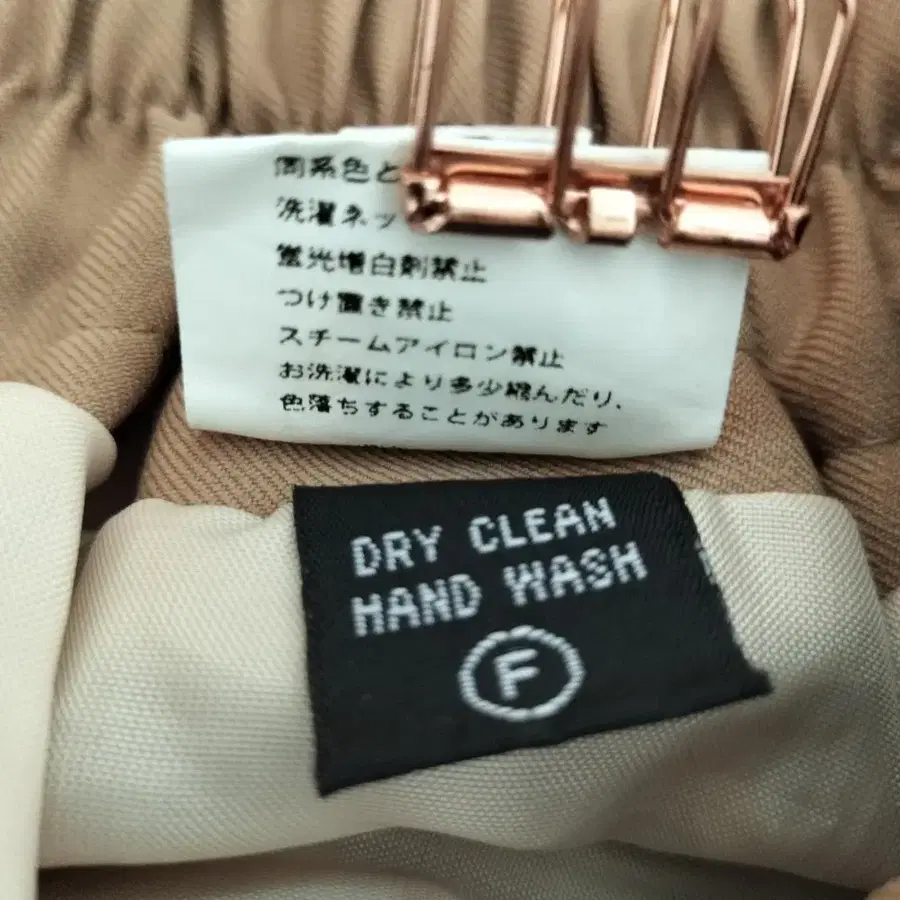 同系色と
洗濯ネッ
蛍光増白剤禁止
つけ置き禁止
スチームアイロン禁止
お洗濯により多少縮んだり、
色落ちすることがあります
DRY CLEAN
HAND WASH
F